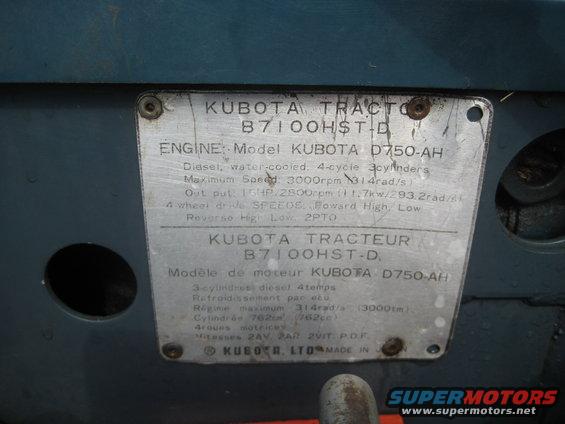 KUBOTA TRACTO
B7100HST-D
ENGINE: Model KUBOTA D750-AH
Diesel, water-cooled, 4-cycle 3cylinders
Maximum Speed 3000rpm (314rad/s)
Out put 16HP/2800rpm (11.7kw/293.2rad/s)
4 wheel drive SPEEDS: Foward High, Low
Reverse High Low, 2PTO
KUBOTA TRACTEUR
B7100HST-D.
Modèle de moteur KUBOTA D750-AH
3-cylindres diesel 4temps
Refroidissement par eau
Régime maximum 314rad/s (3000tm)
Cylindrée 762cm³ (762cc)
4roues motrices
Vitesses 2AV. 2AR. 2VIT. P.D.F.
® KUBOTA, LTD. MADE IN J
SUPERMOTORS
www.supermotors.net